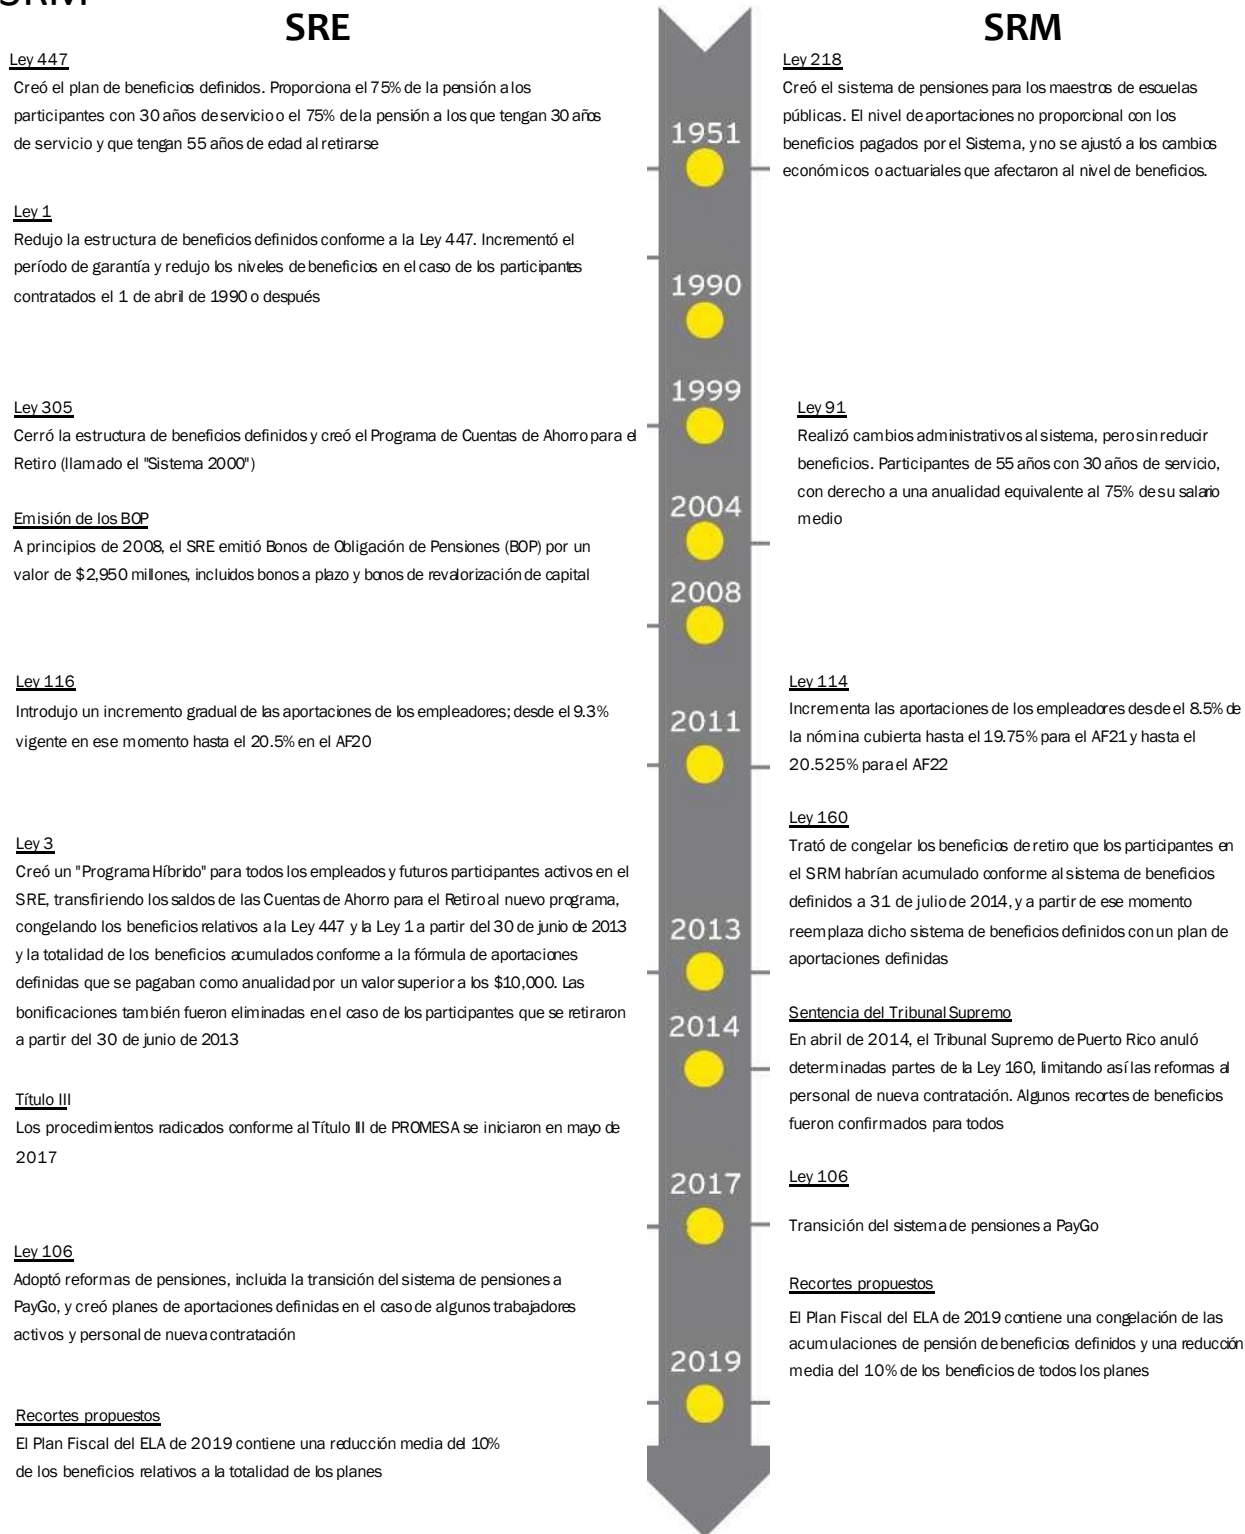 SRM
SRE
Ley 447
Creó el plan de beneficios definidos. Proporciona el 75% de la pensión a los
participantes con 30 años de servicio o el 75% de la pensión a los que tengan 30 años
de servicio y que tengan 55 años de edad al retirarse
Ley 1
Redujo la estructura de beneficios definidos conforme a la Ley 447. Incrementó el
período de garantía y redujo los niveles de beneficios en el caso de los participantes
contratados el 1 de abril de 1990 o después
Ley 305
Cerró la estructura de beneficios definidos y creó el Programa de Cuentas de Ahorro para el
Retiro (llamado el "Sistema 2000")
Emisión de los BOP
A principios de 2008, el SRE emitió Bonos de Obligación de Pensiones (BOP) por un
valor de $2,950 millones, incluidos bonos a plazo y bonos de revalorización de capital
Ley 116
Introdujo un incremento gradual de las aportaciones de los empleadores; desde el 9.3%
vigente en ese momento hasta el 20.5% en el AF20
Ley 3
Creó un "Programa Híbrido" para todos los empleados y futuros participantes activos en el
SRE, transfiriendo los saldos de las Cuentas de Ahorro para el Retiro al nuevo programa,
congelando los beneficios relativos a la Ley 447 y la Ley 1 a partir del 30 de junio de 2013
y la totalidad de los beneficios acumulados conforme a la fórmula de aportaciones
definidas que se pagaban como anualidad por un valor superior a los $10,000. Las
bonificaciones también fueron eliminadas en el caso de los participantes que se retiraron
a partir del 30 de junio de 2013
Título III
Los procedimientos radicados conforme al Título III de PROMESA se iniciaron en mayo de
2017
Ley 106
Adoptó reformas de pensiones, incluida la transición del sistema de pensiones a
PayGo, y creó planes de aportaciones definidas en el caso de algunos trabajadores
activos y personal de nueva contratación
Recortes propuestos
El Plan Fiscal del ELA de 2019 contiene una reducción media del 10%
de los beneficios relativos a la totalidad de los planes
1951
1990
1999
2004
2008
2011
2013
2014
2017
2019
SRM
Ley 218
Creó el sistema de pensiones para los maestros de escuelas
públicas. El nivel de aportaciones no proporcional con los
beneficios pagados por el Sistema, y no se ajustó a los cambios
económicos o actuariales que afectaron al nivel de beneficios.
Ley 91
Realizó cambios administrativos al sistema, pero sin reducir
beneficios. Participantes de 55 años con 30 años de servicio,
con derecho a una anualidad equivalente al 75% de su salario
medio
Ley 114
Incrementa las aportaciones de los empleadores desde el 8.5% de
la nómina cubierta hasta el 19.75% para el AF21 y hasta el
20.525% para el AF22
Ley 160
Trató de congelar los beneficios de retiro que los participantes en
el SRM habrían acumulado conforme al sistema de beneficios
definidos a 31 de julio de 2014, y a partir de ese momento
reemplaza dicho sistema de beneficios definidos con un plan de
aportaciones definidas
Sentencia del Tribunal Supremo
En abril de 2014, el Tribunal Supremo de Puerto Rico anuló
determinadas partes de la Ley 160, limitando así las reformas al
personal de nueva contratación. Algunos recortes de beneficios
fueron confirmados para todos
Ley 106
Transición del sistema de pensiones a PayGo
Recortes propuestos
El Plan Fiscal del ELA de 2019 contiene una congelación de las
acumulaciones de pensión de beneficios definidos y una reducción
media del 10% de los beneficios de todos los planes